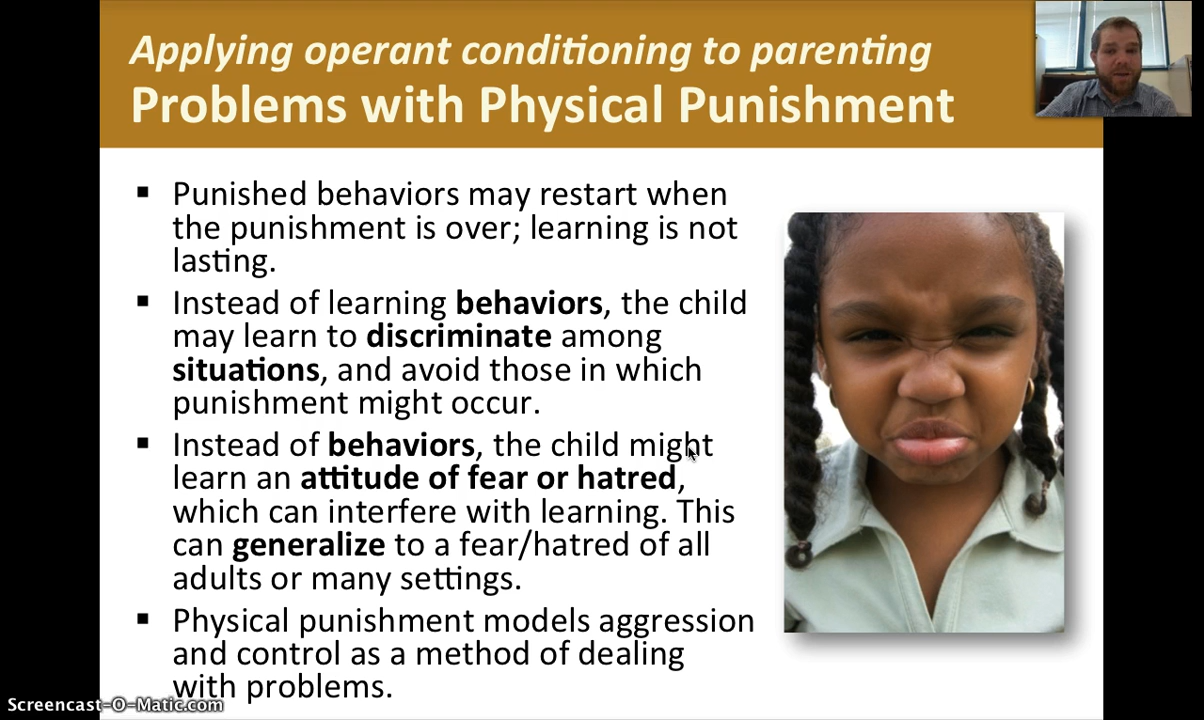 Applying operant conditioning to parenting
Problems with Physical Punishment
▪ Punished behaviors may restart when
the punishment is over; learning is not
lasting.
▪ Instead of learning behaviors, the child
may learn to discriminate among
situations, and avoid those in which
punishment might occur.
▪ Instead of behaviors, the child might
learn an attitude of fear or hatred,
which can interfere with learning. This
can generalize to a fear/hatred of all
adults or many settings.
▪ Physical punishment models aggression
and control as a method of dealing
with problems.
Screencast-O-Matic.com